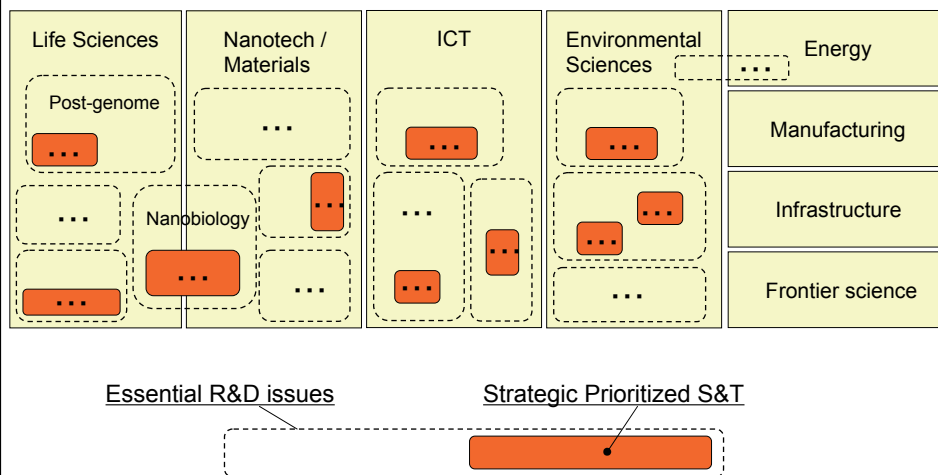 Life Sciences
Nanotech /
Materials
ICT
Environmental
Sciences
Energy
...
Post-genome
...
...
...
...
Manufacturing
...
...
Nanobiology
...
...
...
...
Infrastructure
...
...
...
...
...
...
...
Frontier science
Essential R&D issues
Strategic Prioritized S&T